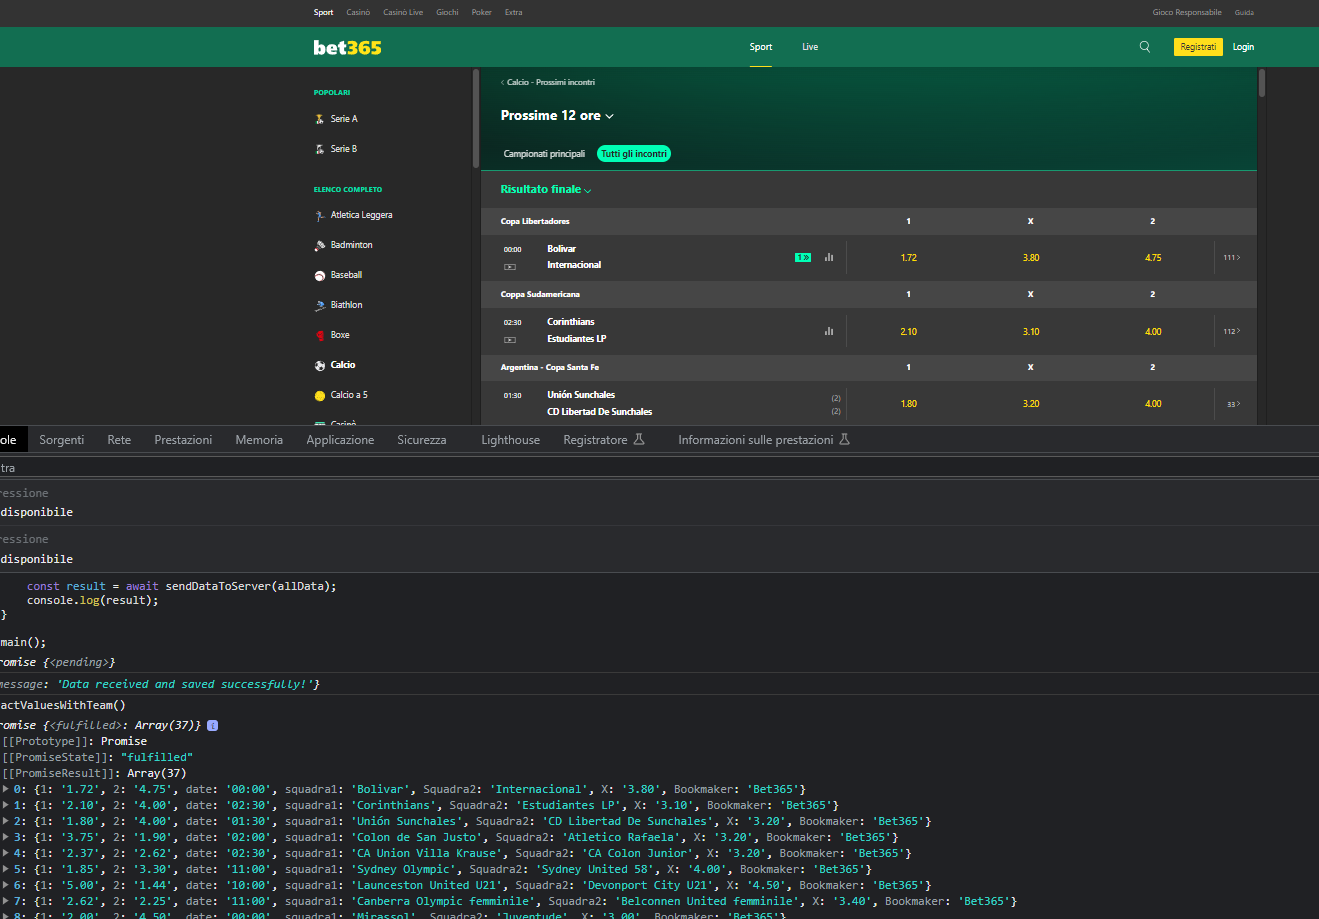 Sport Casinò Casinò Live Giochi Poker Extra Gioco Responsabile Guida
bet365 Sport Live Registrati Login
POPOLARI
Serie A
Serie B
ELENCO COMPLETO
Atletica Leggera
Badminton
Baseball
Biathlon
Boxe
Calcio
Calcio a 5
Casinò
Calcio - Prossimi incontri
Prossime 12 ore
Campionati principali Tutti gli incontri
Risultato finale
Copa Libertadores 1 X 2
00:00 Bolivar
Internacional
1 1.72 3.80 4.75 111
Coppa Sudamericana 1 X 2
02:30 Corinthians
Estudiantes LP
2.10 3.10 4.00 112
Argentina - Copa Santa Fe 1 X 2
01:30 Unión Sunchales (2)
CD Libertad De Sunchales (2)
1.80 3.20 4.00 33
ole Sorgenti Rete Prestazioni Memoria Applicazione Sicurezza Lighthouse Registratore Informazioni sulle prestazioni
tra
ressione
disponibile
ressione
disponibile
const result = await sendDataToServer(allData);
console.log(result);
}
main();
romise {<pending>}
message: 'Data received and saved successfully!'}
actValuesWithTeam()
romise {<fulfilled>: Array(37)} i
[[Prototype]]: Promise
[[PromiseState]]: "fulfilled"
[[PromiseResult]]: Array(37)
0: {1: '1.72', 2: '4.75', date: '00:00', squadra1: 'Bolivar', Squadra2: 'Internacional', X: '3.80', Bookmaker: 'Bet365'}
1: {1: '2.10', 2: '4.00', date: '02:30', squadra1: 'Corinthians', Squadra2: 'Estudiantes LP', X: '3.10', Bookmaker: 'Bet365'}
2: {1: '1.80', 2: '4.00', date: '01:30', squadra1: 'Unión Sunchales', Squadra2: 'CD Libertad De Sunchales', X: '3.20', Bookmaker: 'Bet365'}
3: {1: '3.75', 2: '1.90', date: '02:00', squadra1: 'Colon de San Justo', Squadra2: 'Atletico Rafaela', X: '3.20', Bookmaker: 'Bet365'}
4: {1: '2.37', 2: '2.62', date: '02:30', squadra1: 'CA Union Villa Krause', Squadra2: 'CA Colon Junior', X: '3.20', Bookmaker: 'Bet365'}
5: {1: '1.85', 2: '3.30', date: '11:00', squadra1: 'Sydney Olympic', Squadra2: 'Sydney United 58', X: '4.00', Bookmaker: 'Bet365'}
6: {1: '5.00', 2: '1.44', date: '10:00', squadra1: 'Launceston United U21', Squadra2: 'Devonport City U21', X: '4.50', Bookmaker: 'Bet365'}
7: {1: '2.62', 2: '2.25', date: '11:00', squadra1: 'Canberra Olympic femminile', Squadra2: 'Belconnen United femminile', X: '3.40', Bookmaker: 'Bet365'}
8: {1: '2.00', 2: '4.50', date: '00:00', squadra1: 'Mirassol', Squadra2: 'Juventude', X: '3.00', Bookmaker: 'Bet365'}